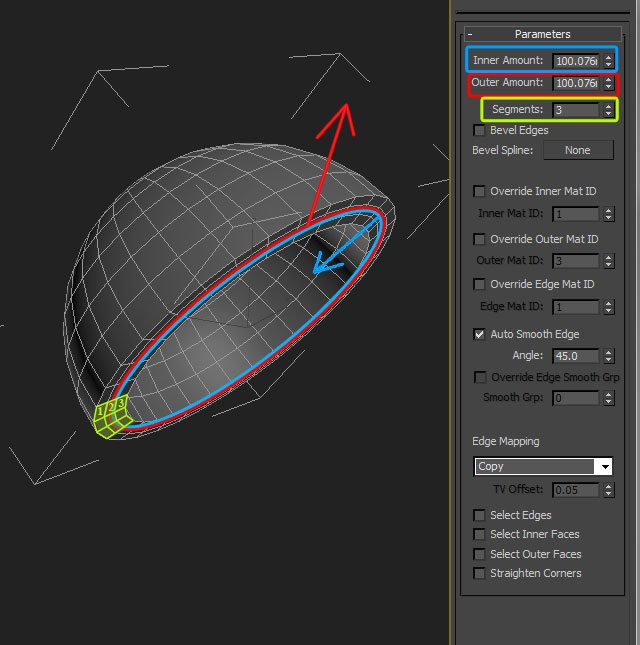 - Parameters
Inner Amount: 100.076
Outer Amount: 100.076
Segments: 3
Bevel Edges
Bevel Spline: None
Override Inner Mat ID
Inner Mat ID: 1
Override Outer Mat ID
Outer Mat ID: 3
Override Edge Mat ID
Edge Mat ID: 1
Auto Smooth Edge
Angle: 45.0
Override Edge Smooth Grp
Smooth Grp: 0
Edge Mapping
Copy
TV Offset: 0.05
Select Edges
Select Inner Faces
Select Outer Faces
Straighten Corners
1 2 3